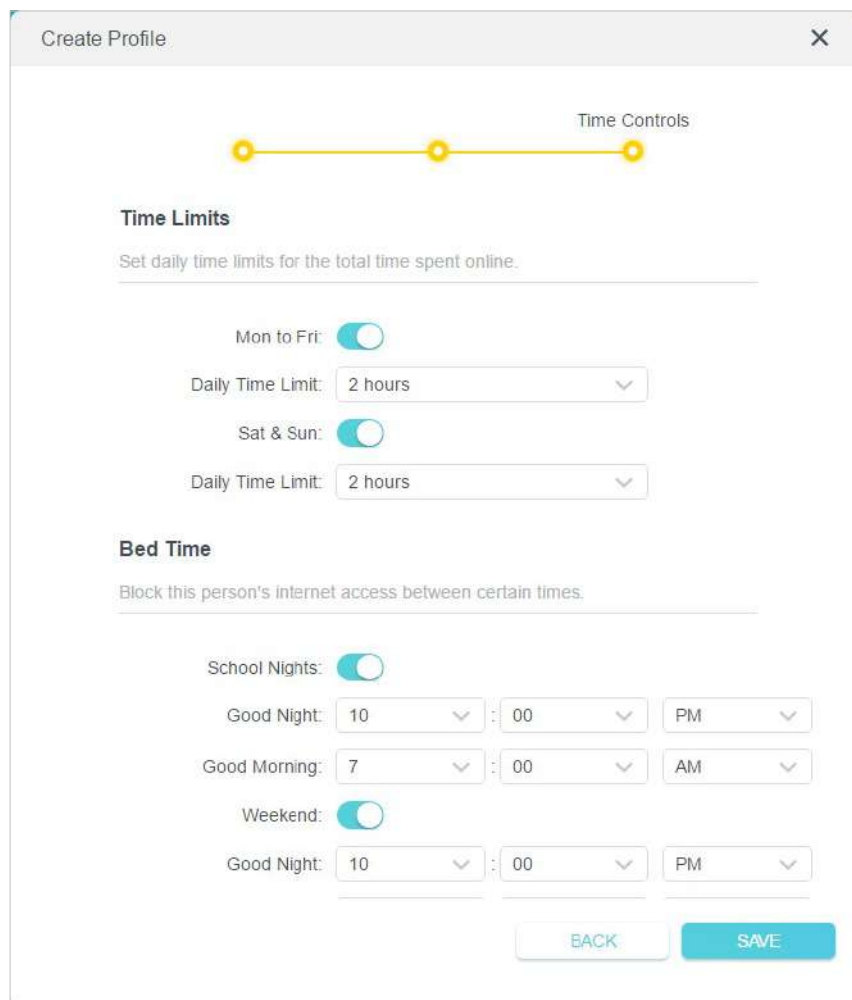 Create Profile
Time Controls
Time Limits
Set daily time limits for the total time spent online.
Mon to Fri:
Daily Time Limit: 2 hours
Sat & Sun:
Daily Time Limit: 2 hours
Bed Time
Block this person's internet access between certain times.
School Nights:
Good Night: 10 : 00 PM
Good Morning: 7 : 00 AM
Weekend:
Good Night: 10 : 00 PM
BACK SAVE